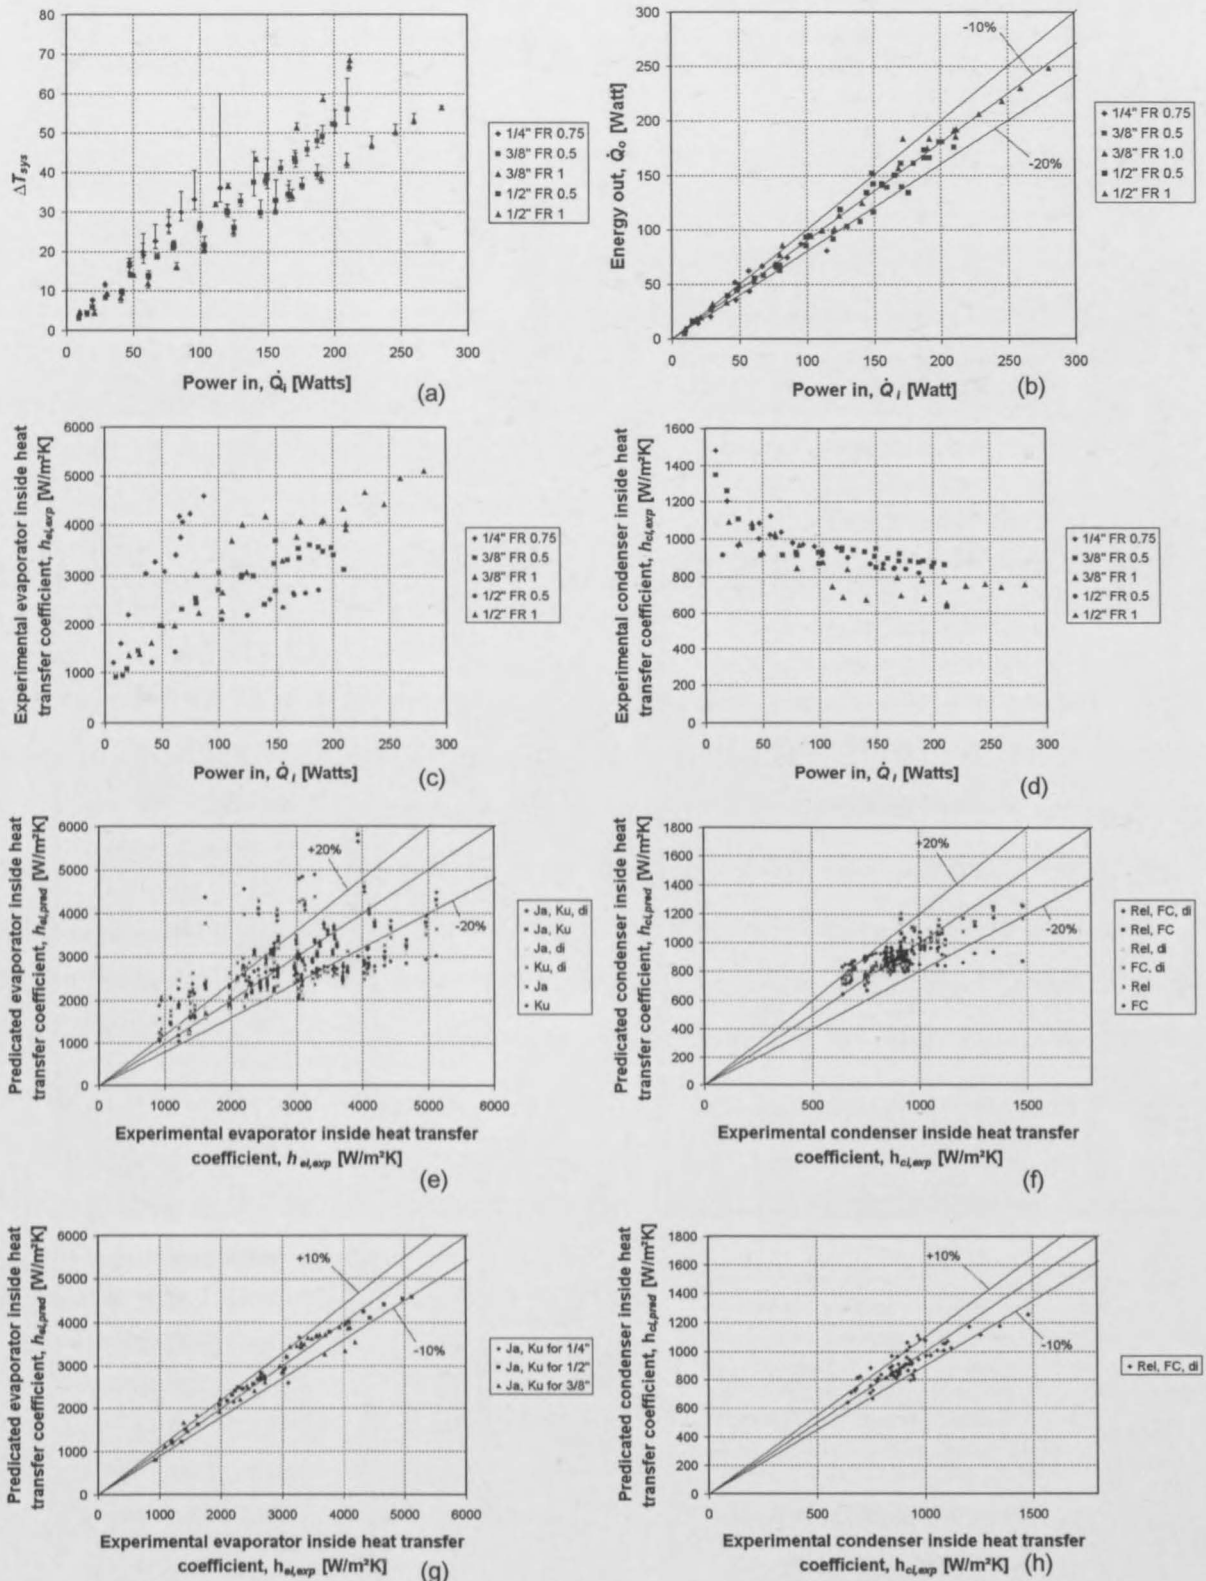 80
70
60
50
40
30
20
10
0
ΔT_sys
0 50 100 150 200 250 300
Power in, Q̇i [Watts]
(a)
1/4" FR 0.75
3/8" FR 0.5
3/8" FR 1
1/2" FR 0.5
1/2" FR 1
300
250
200
150
100
50
0
Energy out, Q̇o [Watt]
-10%
-20%
0 50 100 150 200 250 300
Power in, Q̇i [Watt]
(b)
1/4" FR 0.75
3/8" FR 0.5
3/8" FR 1.0
1/2" FR 0.5
1/2" FR 1
6000
5000
4000
3000
2000
1000
0
Experimental evaporator inside heat
transfer coefficient, h_ei,exp [W/m²K]
0 50 100 150 200 250 300
Power in, Q̇i [Watts]
(c)
1/4" FR 0.75
3/8" FR 0.5
3/8" FR 1
1/2" FR 0.5
1/2" FR 1
1600
1400
1200
1000
800
600
400
200
0
Experimental condenser inside heat
transfer coefficient, h_ci,exp [W/m²K]
0 50 100 150 200 250 300
Power in, Q̇i [Watts]
(d)
1/4" FR 0.75
3/8" FR 0.5
3/8" FR 1
1/2" FR 0.5
1/2" FR 1
6000
5000
4000
3000
2000
1000
0
Predicated evaporator inside heat
transfer coefficient, h_ei,pred [W/m²K]
+20%
-20%
0 1000 2000 3000 4000 5000 6000
Experimental evaporator inside heat transfer
coefficient, h_ei,exp [W/m²K]
(e)
Ja, Ku, di
Ja, Ku
Ja, di
Ku, di
Ja
Ku
1800
1600
1400
1200
1000
800
600
400
200
0
Predicated condenser inside heat
transfer coefficient, h_ci,pred [W/m²K]
+20%
-20%
0 500 1000 1500
Experimental condenser inside heat transfer
coefficient, h_ci,exp [W/m²K]
(f)
Rel, FC, di
Rel, FC
Rel, di
FC, di
Rel
FC
6000
5000
4000
3000
2000
1000
0
Predicated evaporator inside heat
transfer coefficient, h_ei,pred [W/m²K]
+10%
-10%
0 1000 2000 3000 4000 5000 6000
Experimental evaporator inside heat transfer
coefficient, h_ei,exp [W/m²K]
(g)
Ja, Ku for 1/4"
Ja, Ku for 1/2"
Ja, Ku for 3/8"
1800
1600
1400
1200
1000
800
600
400
200
0
Predicated condenser inside heat
transfer coefficient, h_ci,pred [W/m²K]
+10%
-10%
0 500 1000 1500
Experimental condenser inside heat transfer
coefficient, h_ci,exp [W/m²K]
(h)
Rel, FC, di